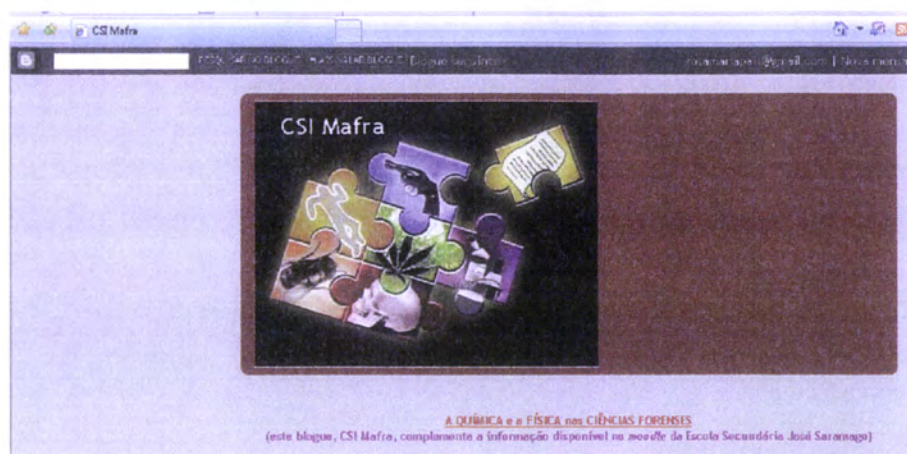 CSI Mafra
CSI Mafra
A QUÍMICA e a FÍSICA nas CIÊNCIAS FORENSES
(este blogue, CSI Mafra, complementa a informação disponível no moodle da Escola Secundária José Saramago)